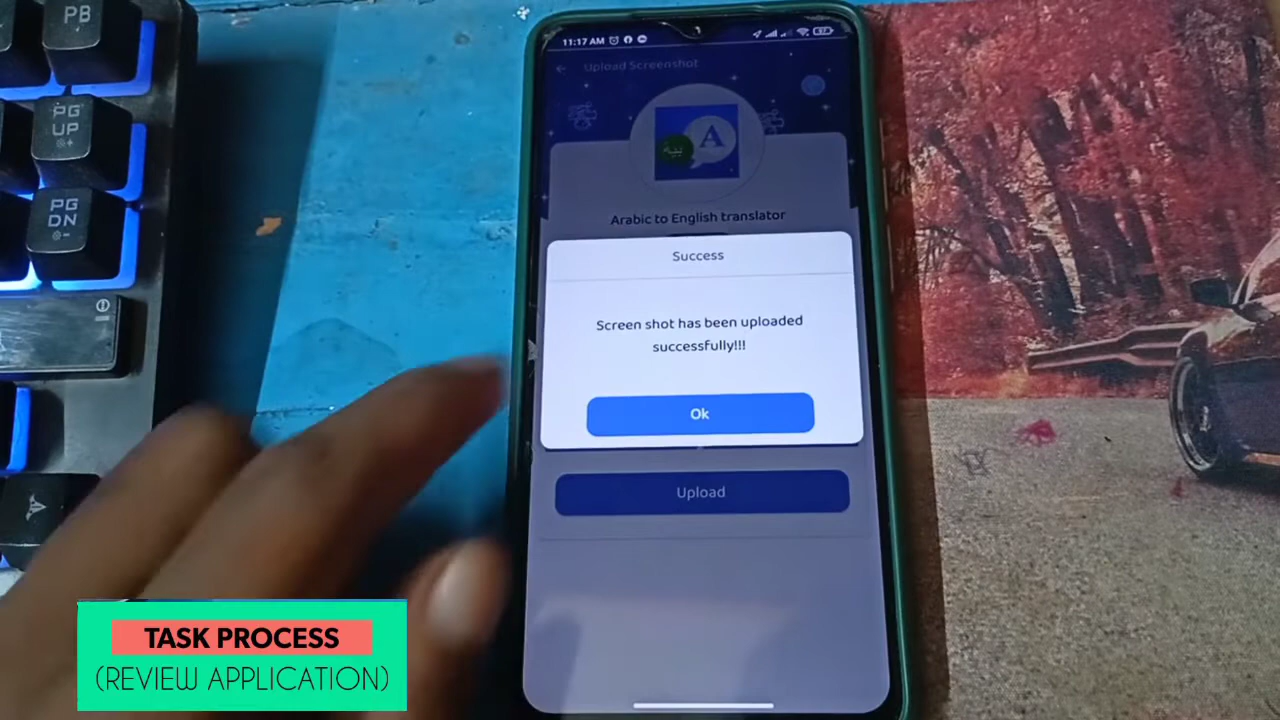 PB
PG
UP
PG
DN
11:17 AM
Upload Screenshot
A
Arabic to English translator
Success
Screen shot has been uploaded
successfully!!!
Ok
Upload
TASK PROCESS
(REVIEW APPLICATION)